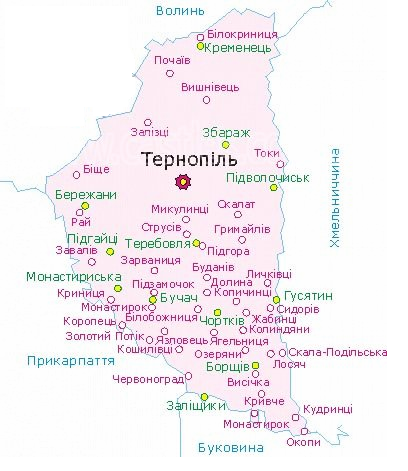 Волинь
Білокриниця
Кременець
Почаїв
Вишнівець
Залізці
Збараж
Тернопіль
Токи
Біще
Підволочиськ
Бережани
Рай
Микулинці
Скалат
Хмельниччина
Струсів
Гримайлів
Підгайці
Теребовля
Завалів
Підгора
Зарваниця
Монастириська
Буданів
Личківці
Підзамочок
Долина
Криниця
Бучач
Копичинці
Гусятин
Монастирок
Сидорів
Коропець
Білобожниця
Чортків
Жабинці
Золотий Потік
Язловець
Ягельниця
Колиндяни
Кошилівці
Озеряни
Скала-Подільська
Прикарпаття
Борщів
Лосяч
Червоноград
Висічка
Заліщики
Кривче
Кудринці
Монастирок
Окопи
Буковина